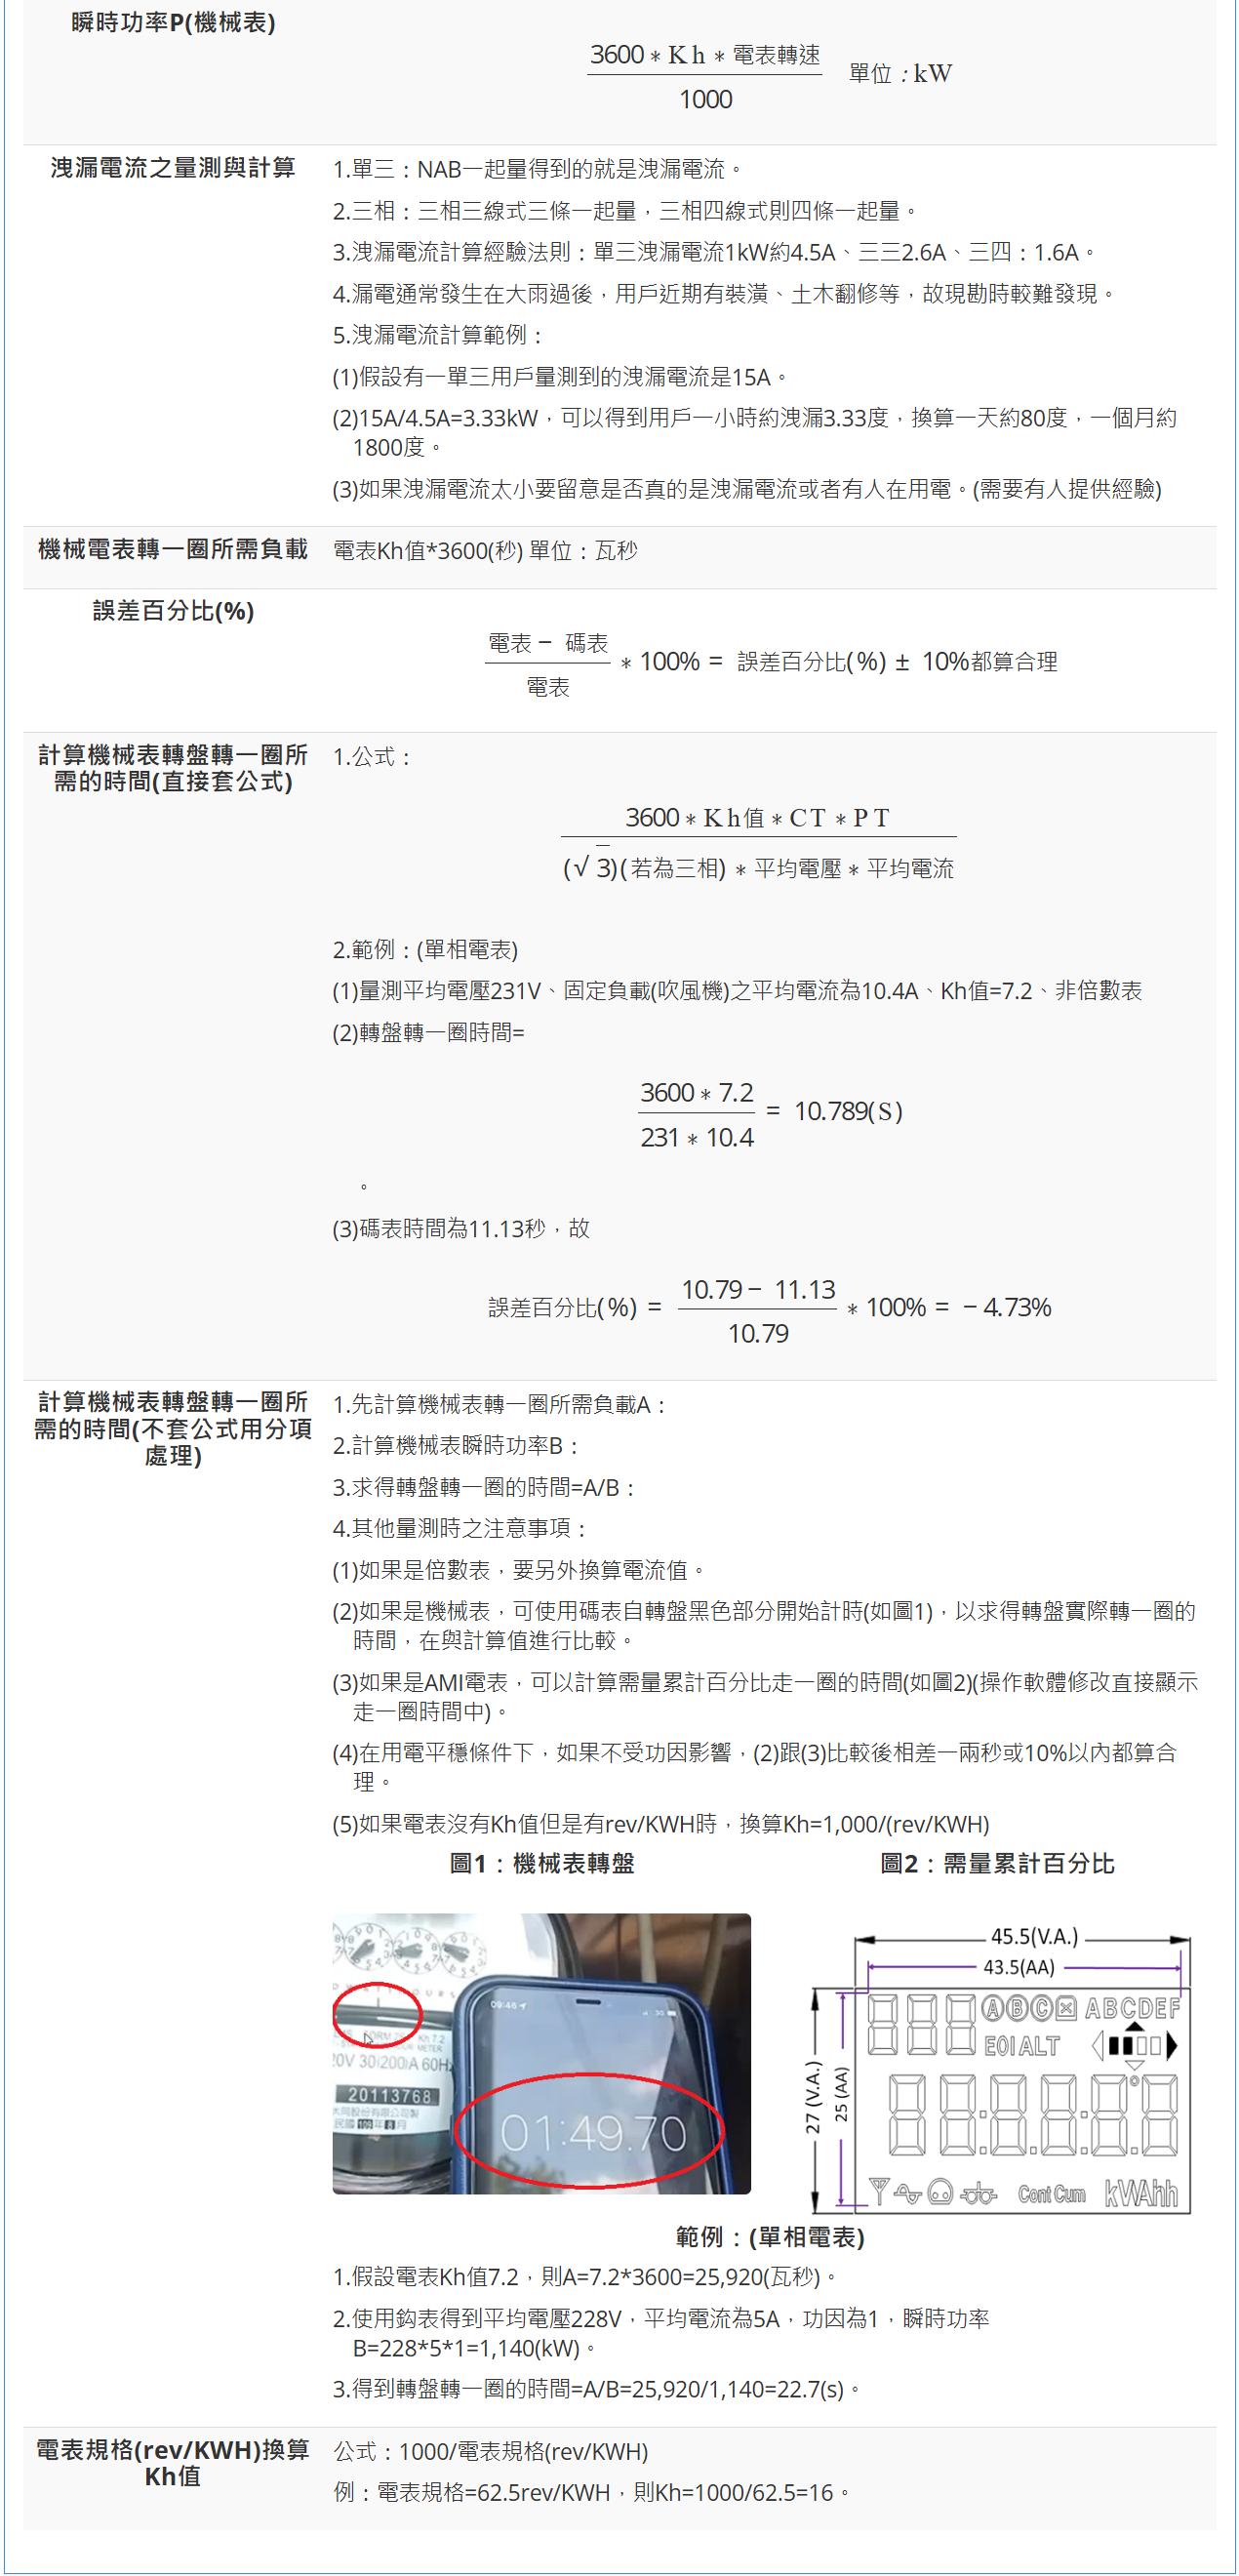 瞬時功率P(機械表)
3600 * Kh * 電表轉速
1000
單位 : kW
洩漏電流之量測與計算
1.單三：NAB一起量得到的就是洩漏電流。
2.三相：三相三線式三條一起量，三相四線式則四條一起量。
3.洩漏電流計算經驗法則：單三洩漏電流1kW約4.5A、三三2.6A、三四：1.6A。
4.漏電通常發生在大雨過後，用戶近期有裝潢、土木翻修等，故現勘時較難發現。
5.洩漏電流計算範例：
(1)假設有一單三用戶量測到的洩漏電流是15A。
(2)15A/4.5A=3.33kW，可以得到用戶一小時約洩漏3.33度，換算一天約80度，一個月約
1800度。
(3)如果洩漏電流太小要留意是否真的是洩漏電流或者有人在用電。(需要有人提供經驗)
機械電表轉一圈所需負載
電表Kh值*3600(秒) 單位：瓦秒
誤差百分比(%)
電表 − 碼表
電表
* 100% = 誤差百分比(%) ± 10%都算合理
計算機械表轉盤轉一圈所
需的時間(直接套公式)
1.公式：
3600 * Kh值 * CT * PT
(√3)(若為三相) * 平均電壓 * 平均電流
2.範例：(單相電表)
(1)量測平均電壓231V、固定負載(吹風機)之平均電流為10.4A、Kh值=7.2、非倍數表
(2)轉盤轉一圈時間=
3600 * 7.2
231 * 10.4
= 10.789(S)
。
(3)碼表時間為11.13秒，故
誤差百分比(%) =
10.79 − 11.13
10.79
* 100% = − 4.73%
計算機械表轉盤轉一圈所
需的時間(不套公式用分項
處理)
1.先計算機械表轉一圈所需負載A：
2.計算機械表瞬時功率B：
3.求得轉盤轉一圈的時間=A/B：
4.其他量測時之注意事項：
(1)如果是倍數表，要另外換算電流值。
(2)如果是機械表，可使用碼表自轉盤黑色部分開始計時(如圖1)，以求得轉盤實際轉一圈的
時間，在與計算值進行比較。
(3)如果是AMI電表，可以計算需量累計百分比走一圈的時間(如圖2)(操作軟體修改直接顯示
走一圈時間中)。
(4)在用電平穩條件下，如果不受功因影響，(2)跟(3)比較後相差一兩秒或10%以內都算合
理。
(5)如果電表沒有Kh值但是有rev/KWH時，換算Kh=1,000/(rev/KWH)
圖1：機械表轉盤
圖2：需量累計百分比
09:46
Kh 7.2
30(200)A 60Hz
20113768
01:49.70
45.5(V.A.)
43.5(AA)
27 (V.A.)
25 (AA)
A B C ABCDEF
EOI ALT
Cont Cum kWAhh
範例：(單相電表)
1.假設電表Kh值7.2，則A=7.2*3600=25,920(瓦秒)。
2.使用鈎表得到平均電壓228V，平均電流為5A，功因為1，瞬時功率
B=228*5*1=1,140(kW)。
3.得到轉盤轉一圈的時間=A/B=25,920/1,140=22.7(s)。
電表規格(rev/KWH)換算
Kh值
公式：1000/電表規格(rev/KWH)
例：電表規格=62.5rev/KWH，則Kh=1000/62.5=16。